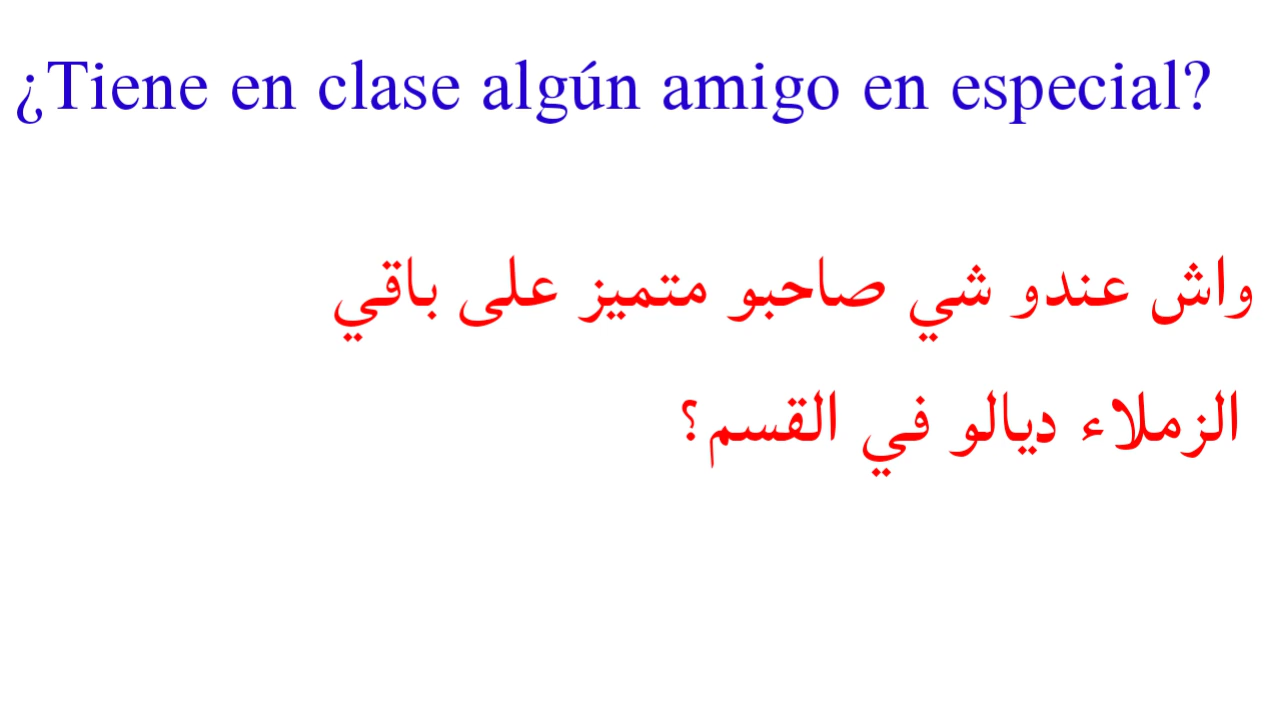 ¿Tiene en clase algún amigo en especial?
واش عندو شي صاحبو متميز على باقي
الزملاء ديالو في القسم؟